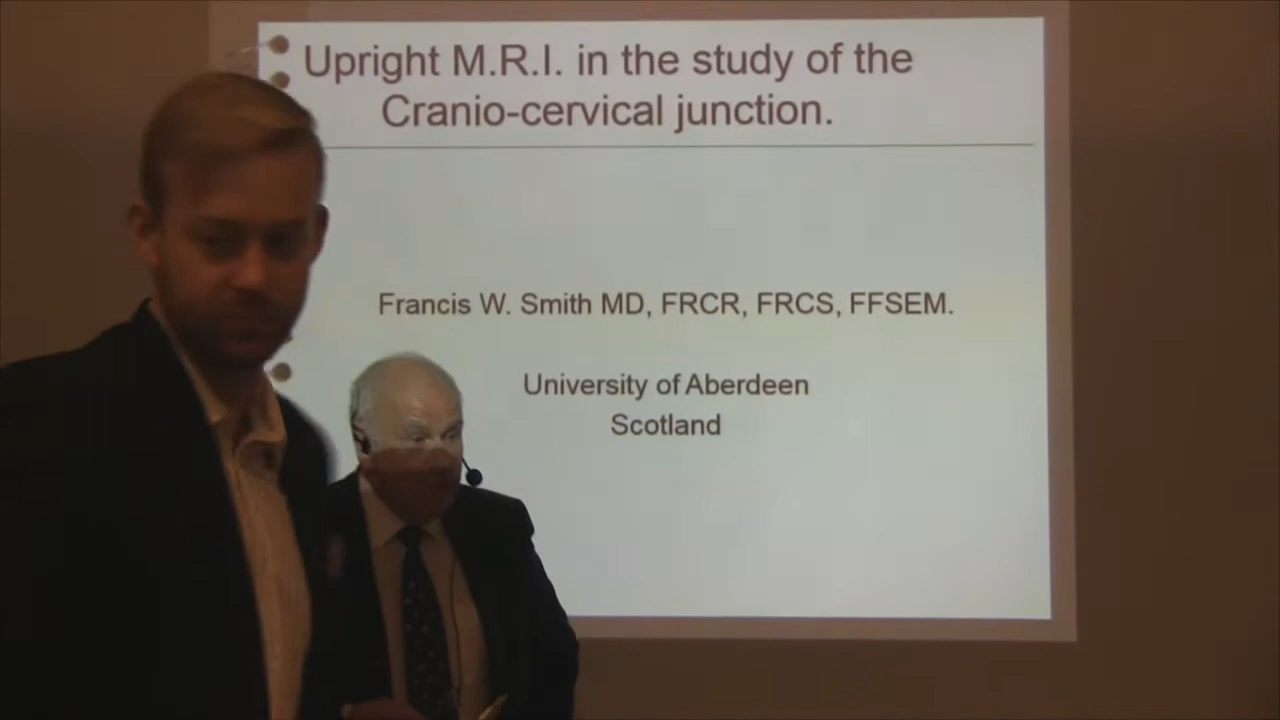 Upright M.R.I. in the study of the
Cranio-cervical junction.
Francis W. Smith MD, FRCR, FRCS, FFSEM.
University of Aberdeen
Scotland